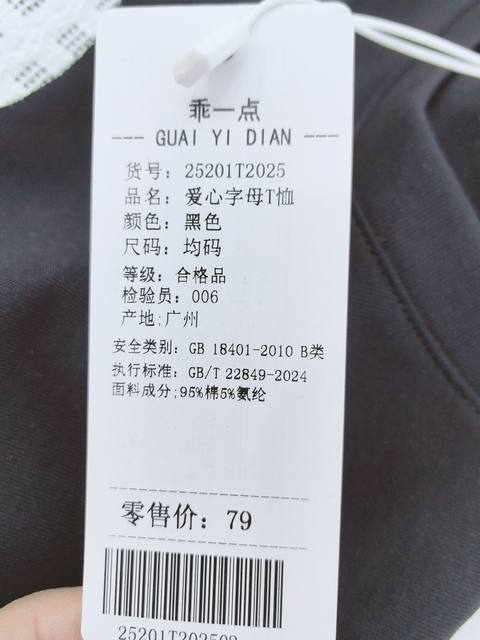 乖一点
--- GUAI YI DIAN ---
货号: 25201T2025
品名: 爱心字母T恤
颜色: 黑色
尺码: 均码
等级: 合格品
检验员: 006
产地;广州
安全类别: GB 18401-2010 B类
执行标准: GB/T 22849-2024
面料成分;95%棉5%氨纶
零售价: 79